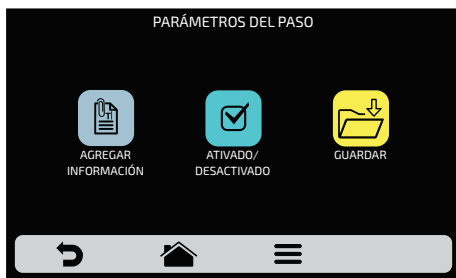 PARÁMETROS DEL PASO
AGREGAR
INFORMACIÓN
ATIVADO/
DESACTIVADO
GUARDAR